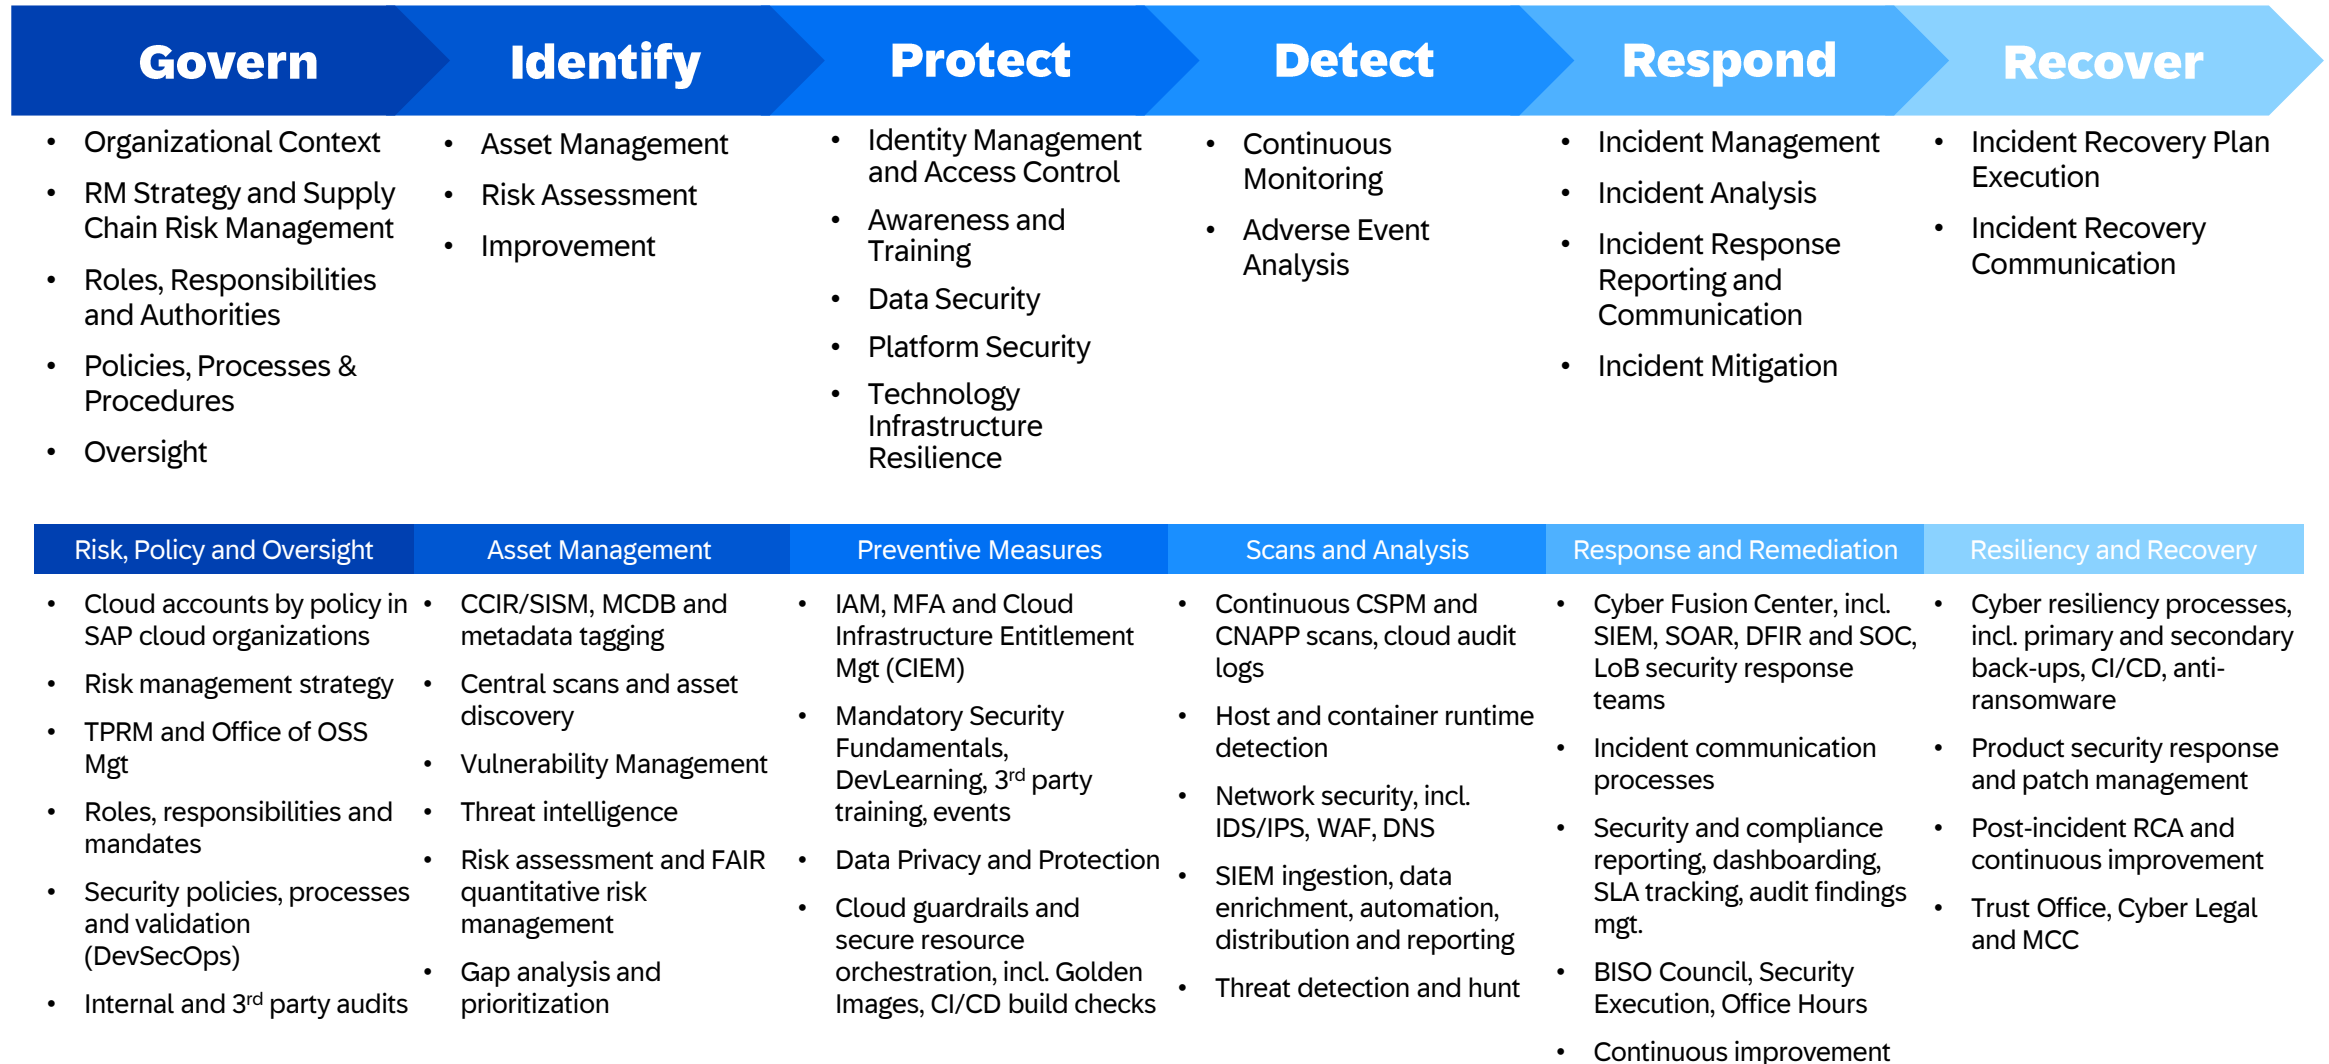 Govern
Identify
Protect
Detect
Respond
Recover
• Organizational Context
• RM Strategy and Supply
Chain Risk Management
• Roles, Responsibilities
and Authorities
• Policies, Processes &
Procedures
• Oversight
• Asset Management
• Risk Assessment
• Improvement
• Identity Management
and Access Control
• Awareness and
Training
• Data Security
• Platform Security
• Technology
Infrastructure
Resilience
• Continuous
Monitoring
• Adverse Event
Analysis
• Incident Management
• Incident Analysis
• Incident Response
Reporting and
Communication
• Incident Mitigation
• Incident Recovery Plan
Execution
• Incident Recovery
Communication
Risk, Policy and Oversight
Asset Management
Preventive Measures
Scans and Analysis
Response and Remediation
Resiliency and Recovery
• Cloud accounts by policy in
SAP cloud organizations
• Risk management strategy
• TPRM and Office of OSS
Mgt
• Roles, responsibilities and
mandates
• Security policies, processes
and validation
(DevSecOps)
• Internal and 3rd party audits
• CCIR/SISM, MCDB and
metadata tagging
• Central scans and asset
discovery
• Vulnerability Management
• Threat intelligence
• Risk assessment and FAIR
quantitative risk
management
• Gap analysis and
prioritization
• IAM, MFA and Cloud
Infrastructure Entitlement
Mgt (CIEM)
• Mandatory Security
Fundamentals,
DevLearning, 3rd party
training, events
• Data Privacy and Protection
• Cloud guardrails and
secure resource
orchestration, incl. Golden
Images, CI/CD build checks
• Continuous CSPM and
CNAPP scans, cloud audit
logs
• Host and container runtime
detection
• Network security, incl.
IDS/IPS, WAF, DNS
• SIEM ingestion, data
enrichment, automation,
distribution and reporting
• Threat detection and hunt
• Cyber Fusion Center, incl.
SIEM, SOAR, DFIR and SOC,
LoB security response
teams
• Incident communication
processes
• Security and compliance
reporting, dashboarding,
SLA tracking, audit findings
mgt.
• BISO Council, Security
Execution, Office Hours
• Continuous improvement
• Cyber resiliency processes,
incl. primary and secondary
back-ups, CI/CD, anti-
ransomware
• Product security response
and patch management
• Post-incident RCA and
continuous improvement
• Trust Office, Cyber Legal
and MCC